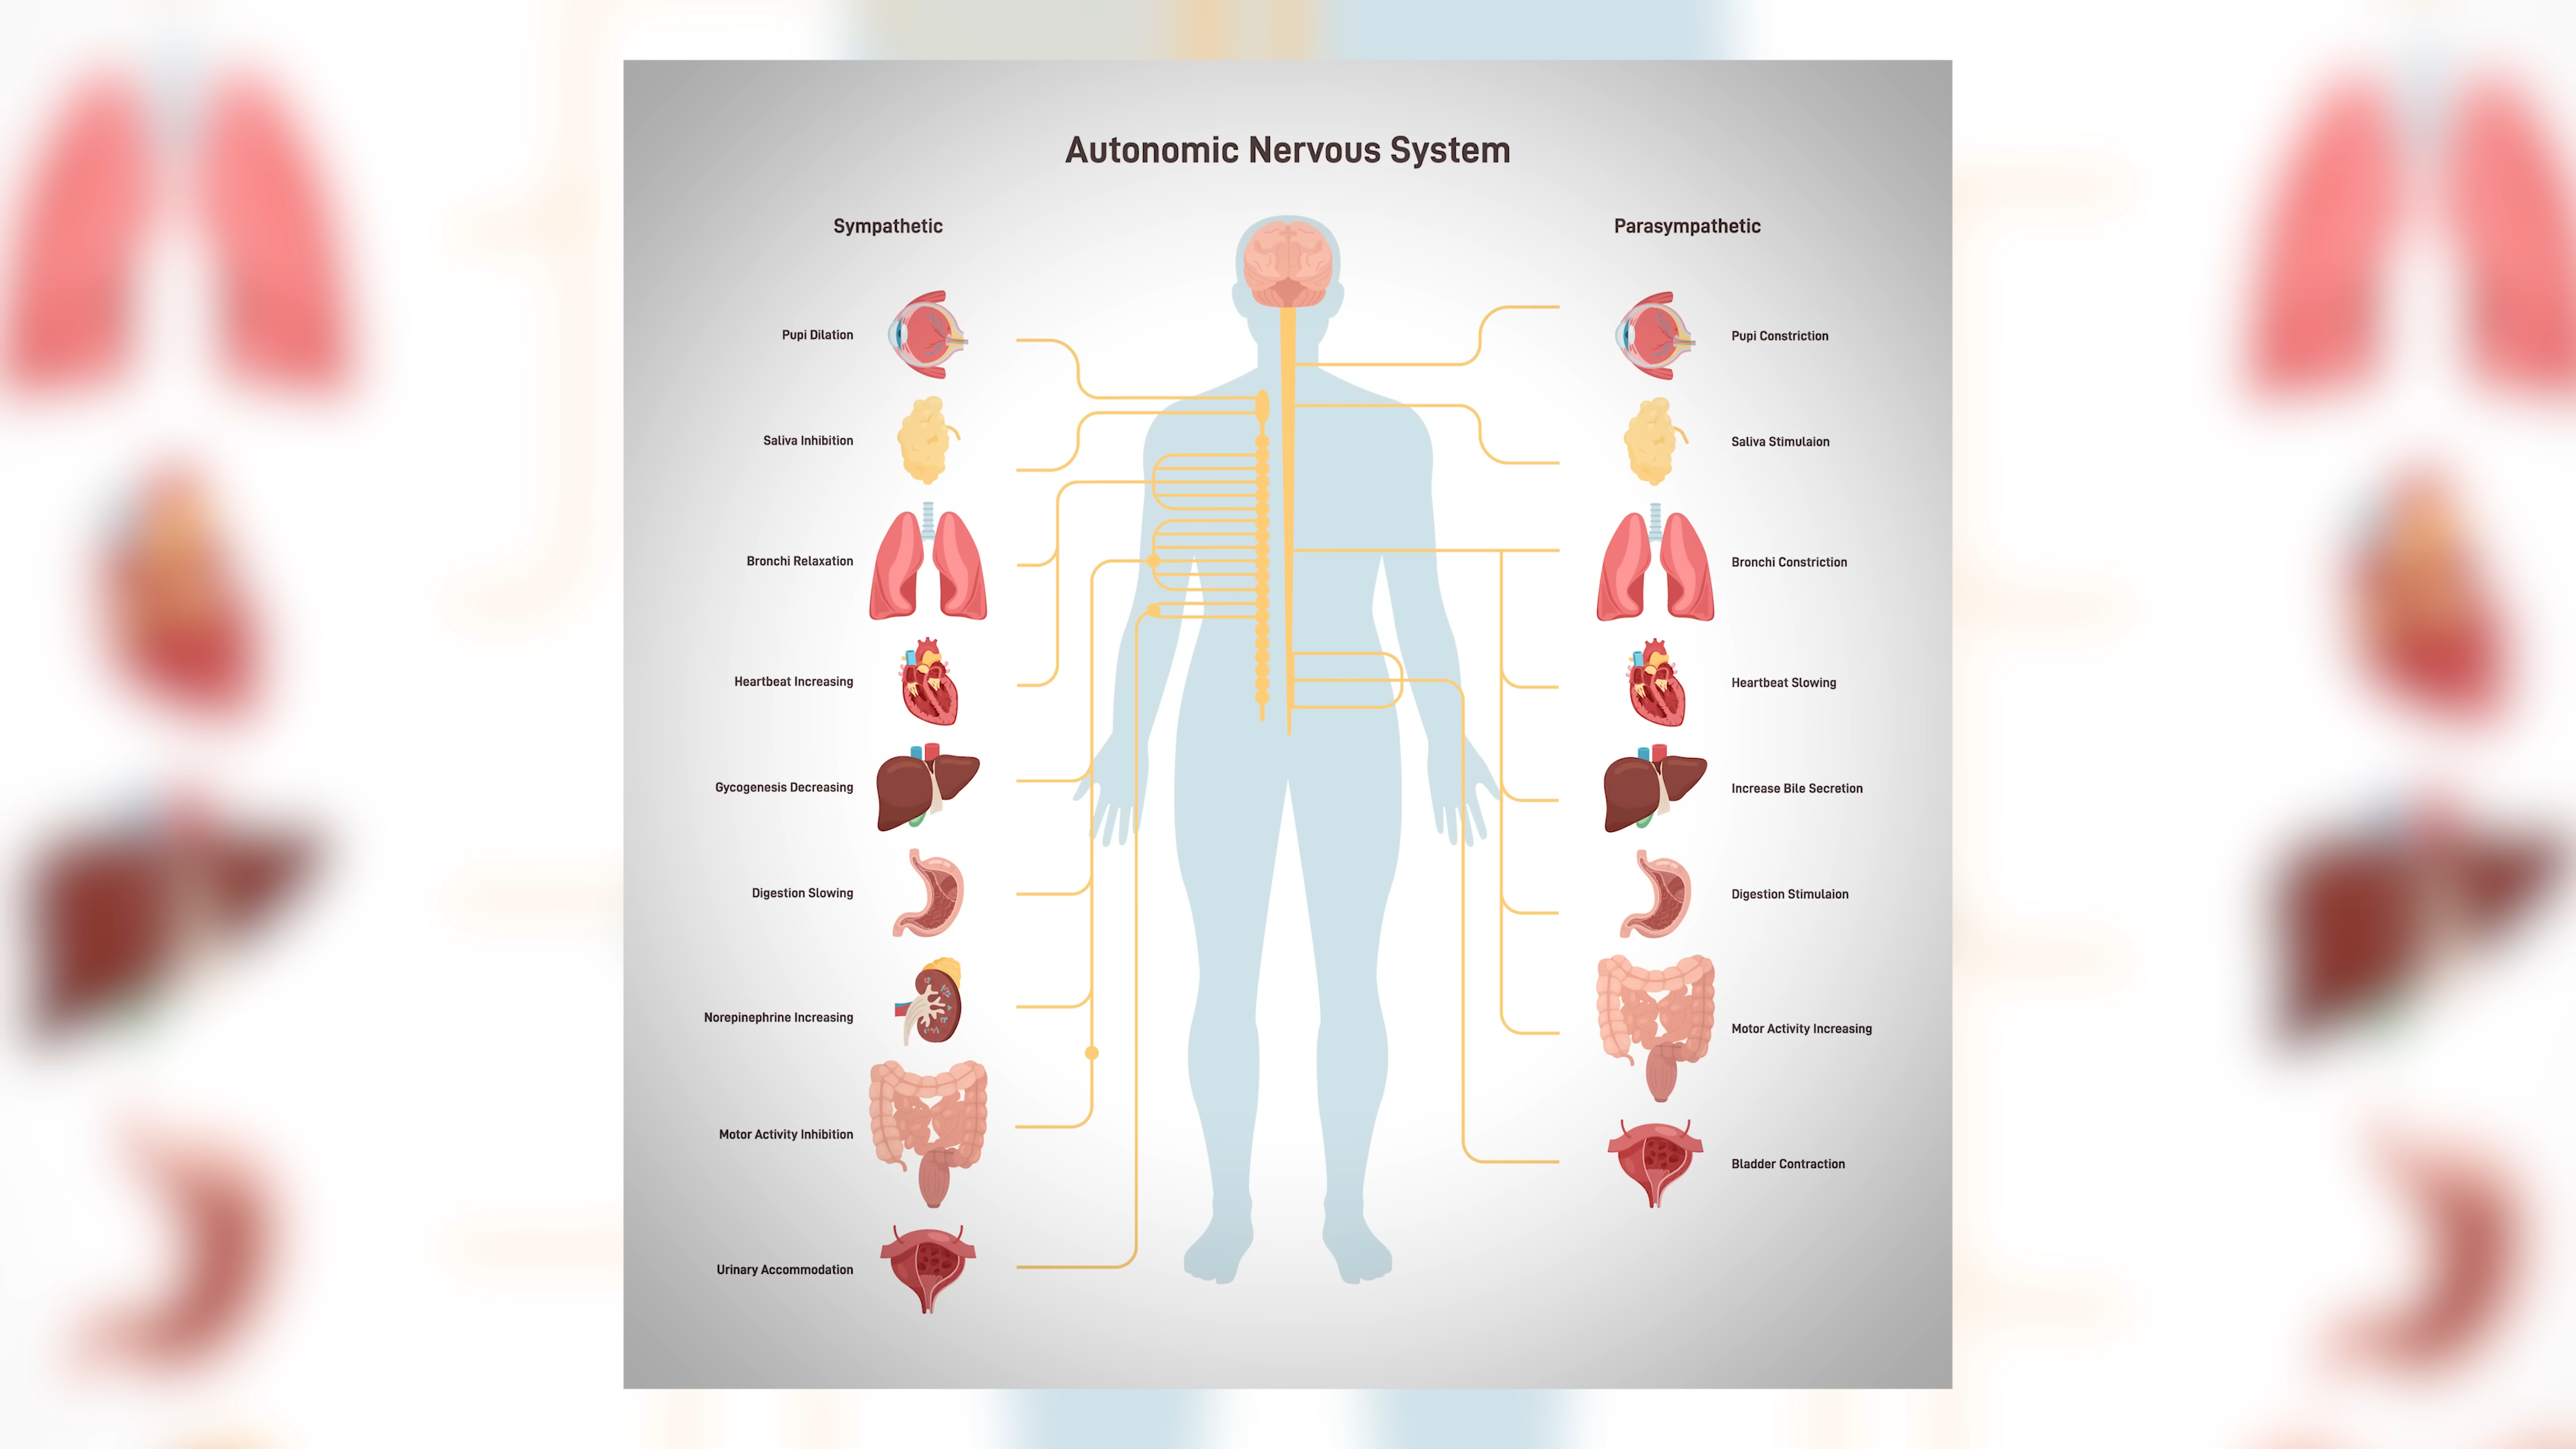 Autonomic Nervous System
Sympathetic
Pupi Dilation
Saliva Inhibition
Bronchi Relaxation
Heartbeat Increasing
Gycogenesis Decreasing
Digestion Slowing
Norepinephrine Increasing
Motor Activity Inhibition
Urinary Accommodation
Parasympathetic
Pupi Constriction
Saliva Stimulaion
Bronchi Constriction
Heartbeat Slowing
Increase Bile Secretion
Digestion Stimulaion
Motor Activity Increasing
Bladder Contraction